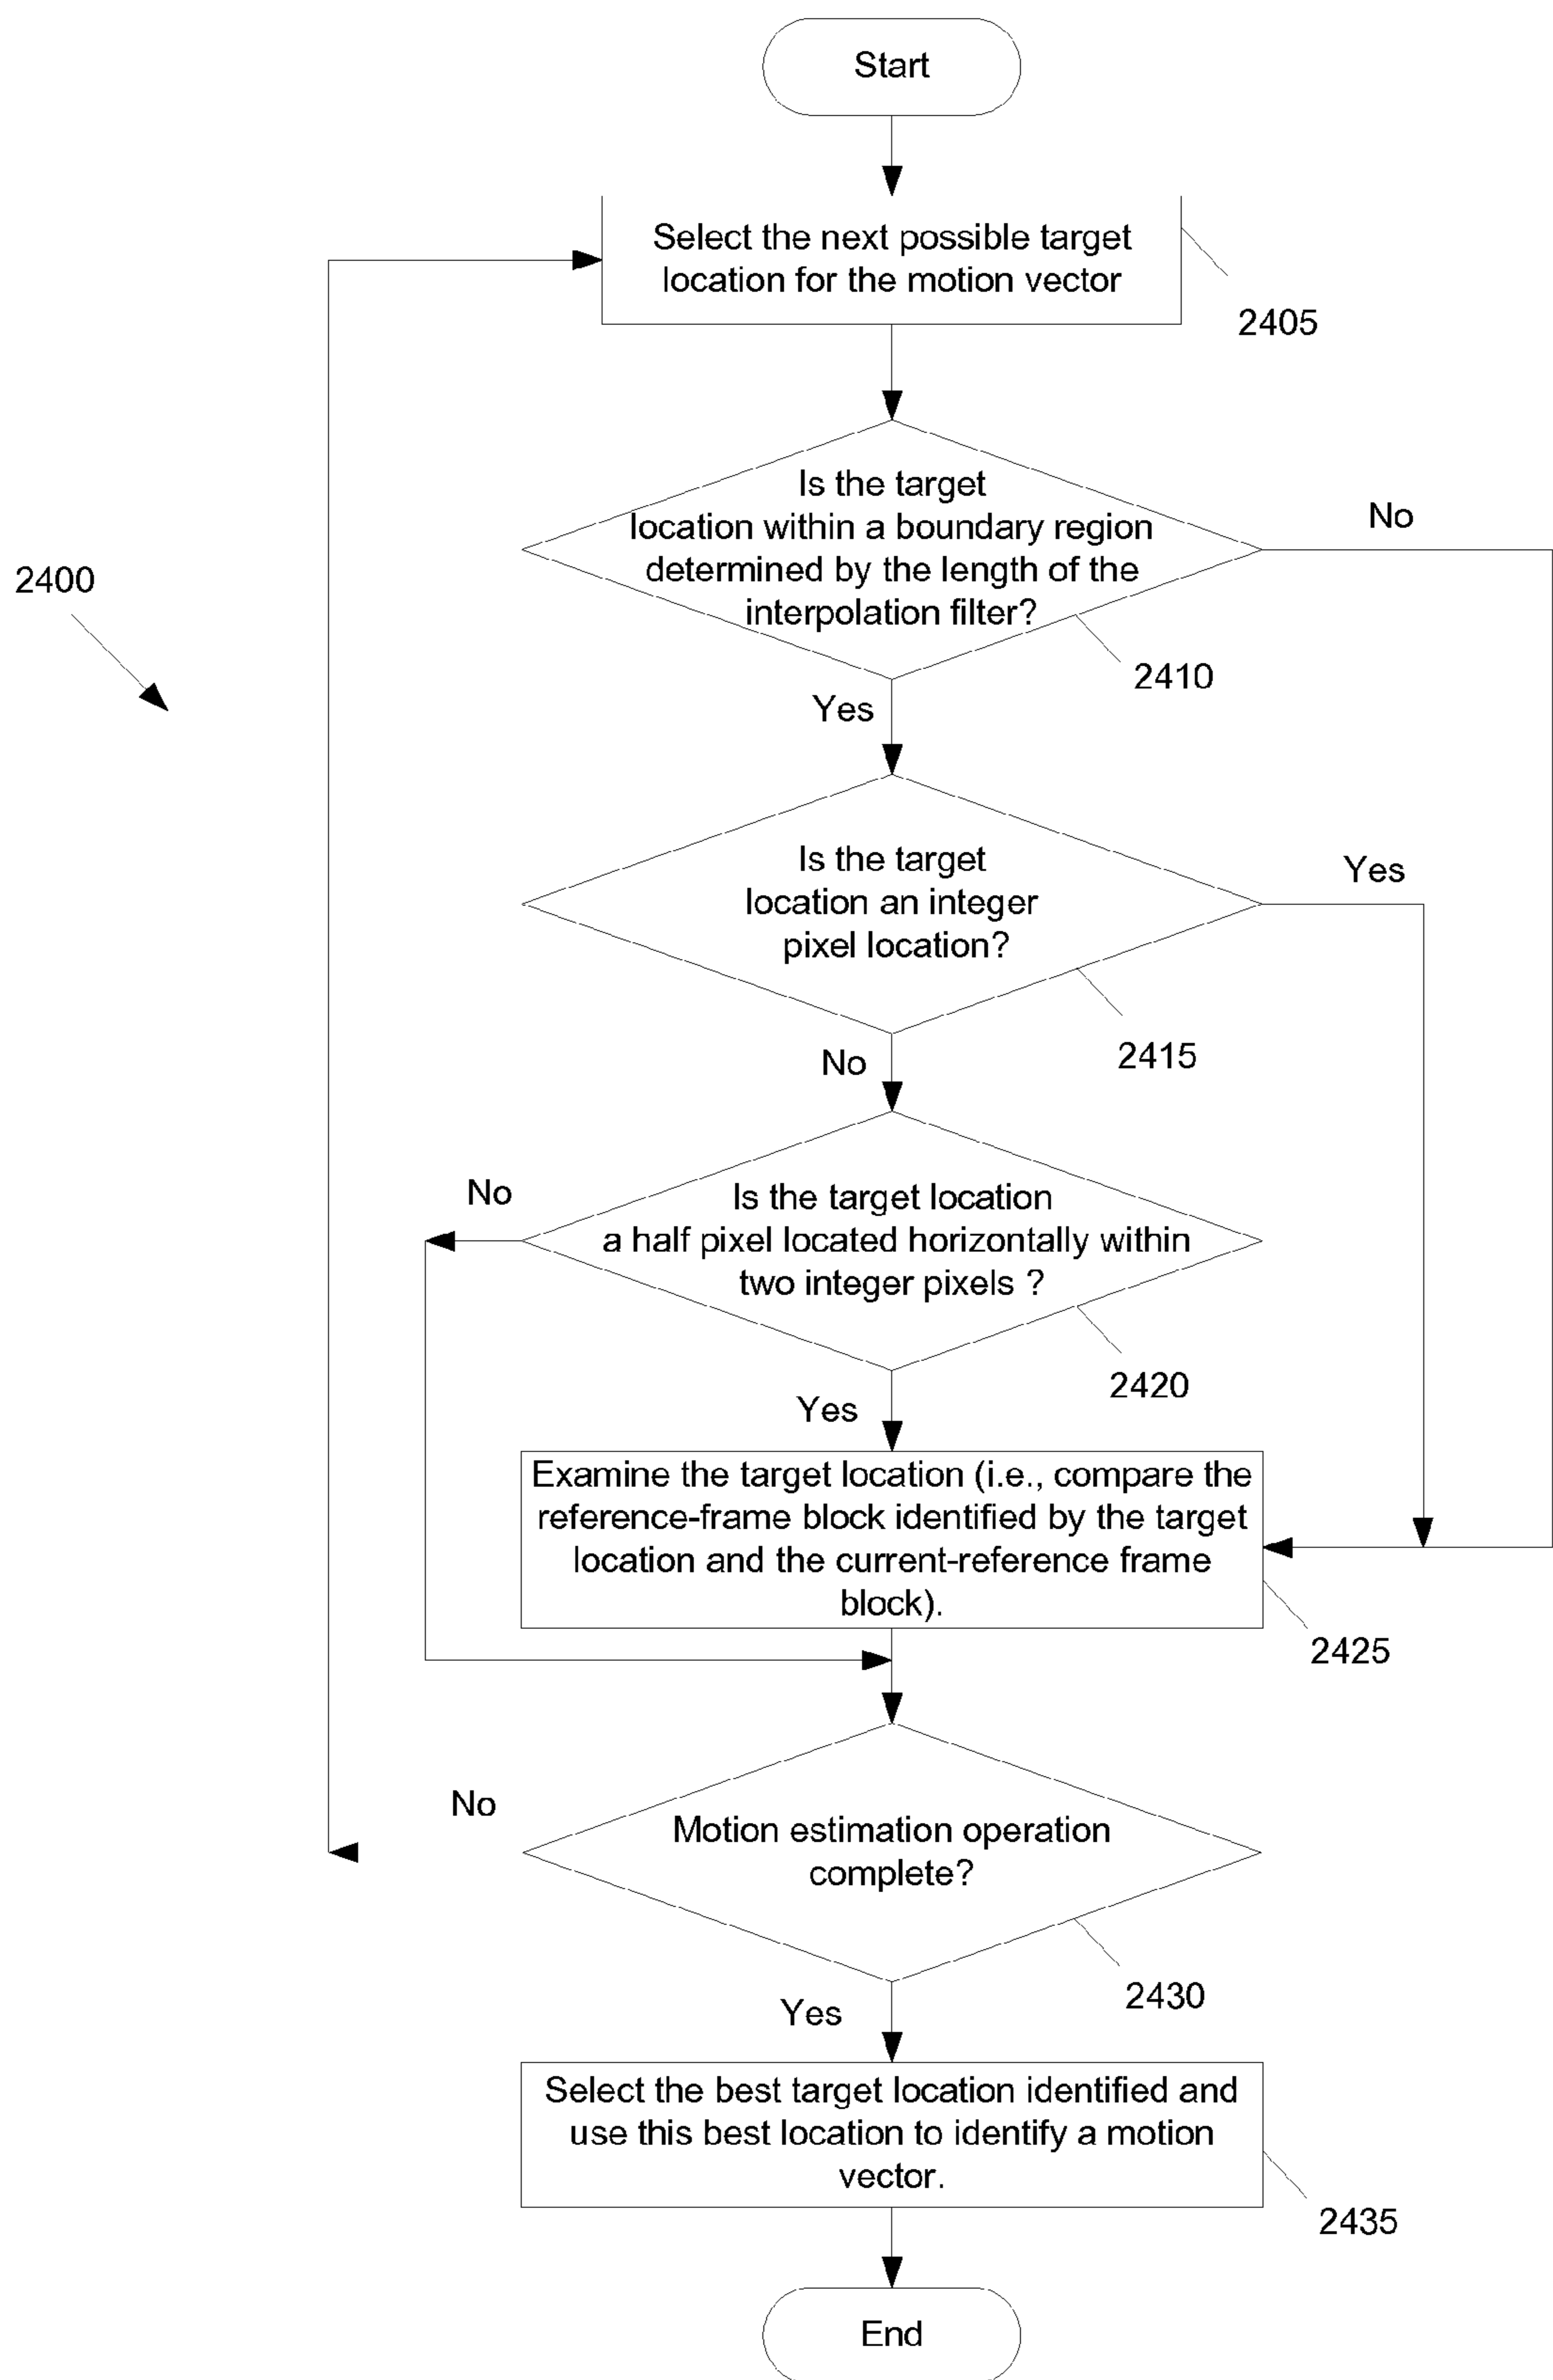 Start
Select the next possible target
location for the motion vector
2405
Is the target
location within a boundary region
determined by the length of the
interpolation filter?
No
2400
2410
Yes
Is the target
location an integer
pixel location?
Yes
2415
No
Is the target location
a half pixel located horizontally within
two integer pixels ?
No
2420
Yes
Examine the target location (i.e., compare the
reference-frame block identified by the target
location and the current-reference frame
block).
2425
Motion estimation operation
complete?
No
2430
Yes
Select the best target location identified and
use this best location to identify a motion
vector.
2435
End